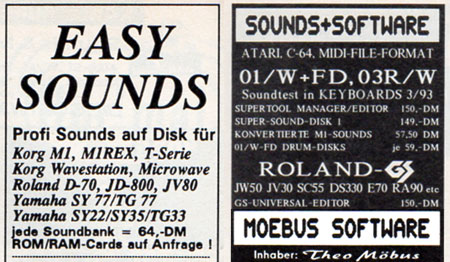 EASY
SOUNDS
Profi Sounds auf Disk für
Korg M1, M1REX, T-Serie
Korg Wavestation, Microwave
Roland D-70, JD-800, JV80
Yamaha SY 77/TG 77
Yamaha SY22/SY35/TG33
jede Soundbank = 64,-DM
ROM/RAM-Cards auf Anfrage !
SOUNDS+SOFTWARE
ATARI, C-64, MIDI-FILE-FORMAT
01/W+FD, 03R/W
Soundtest in KEYBOARDS 3/93
SUPERTOOL MANAGER/EDITOR 150,-DM
SUPER-SOUND-DISK 1 149,-DM
KONVERTIERTE M1-SOUNDS 57,50 DM
01/W-FD DRUM-DISKS je 59,-DM
ROLAND-GS
JW50 JV30 SC55 DS330 E70 RA90 etc
GS-UNIVERSAL-EDITOR 150,-DM
MOEBUS SOFTWARE
Inhaber: Theo Möbus